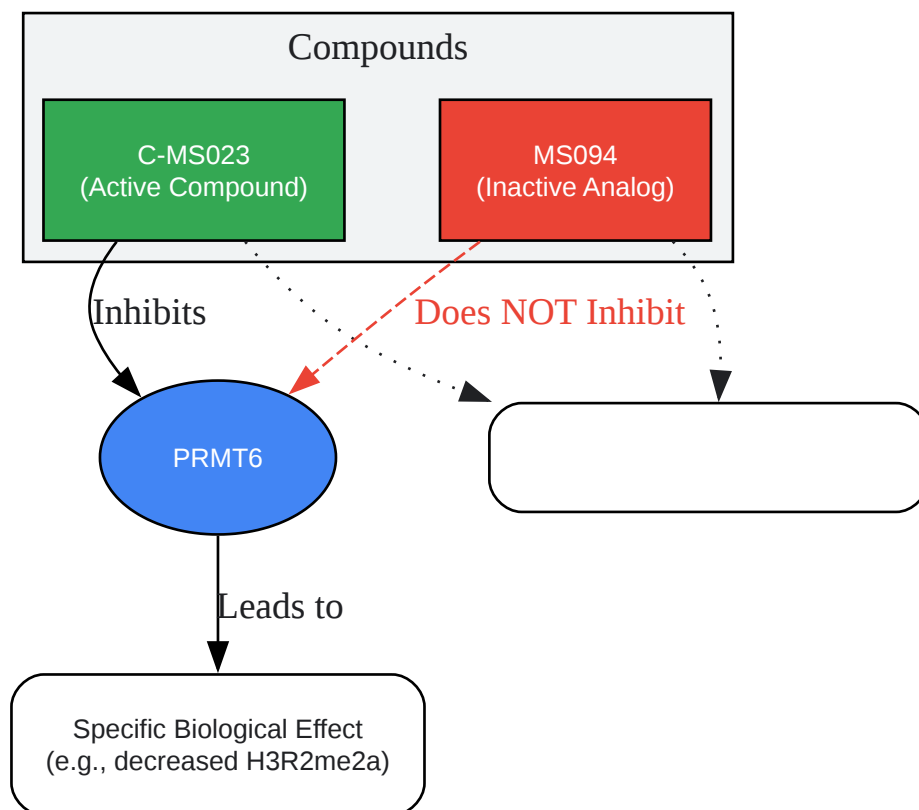 Compounds
C-MS023
(Active Compound)
MS094
(Inactive Analog)
Inhibits
Does NOT Inhibit
PRMT6
Leads to
Specific Biological Effect
(e.g., decreased H3R2me2a)